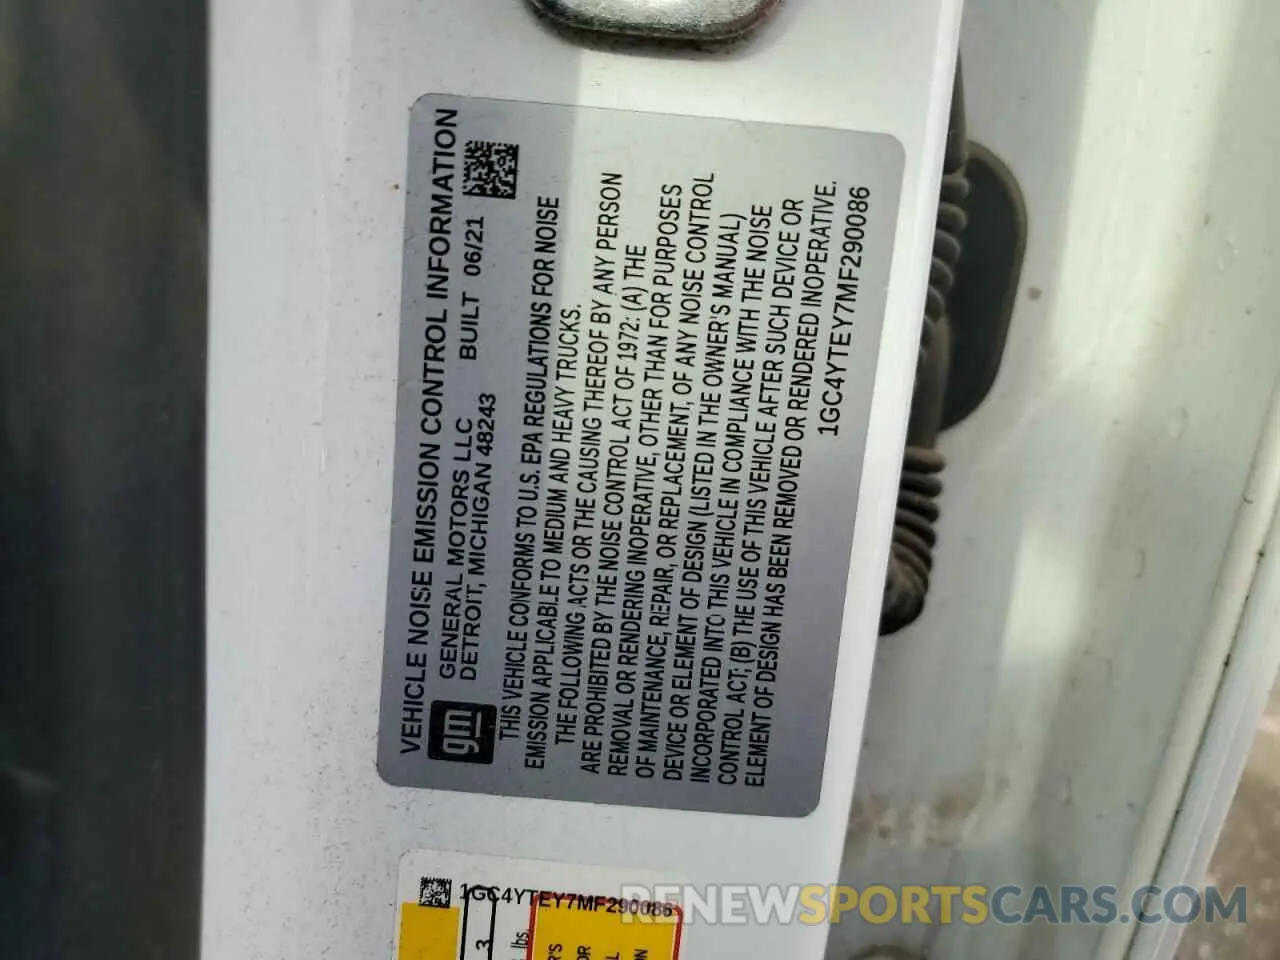 VEHICLE NOISE EMISSION CONTROL INFORMATION
gm
GENERAL MOTORS LLC
DETROIT, MICHIGAN 48243
BUILT 06/21
THIS VEHICLE CONFORMS TO U.S. EPA REGULATIONS FOR NOISE
EMISSION APPLICABLE TO MEDIUM AND HEAVY TRUCKS.
THE FOLLOWING ACTS OR THE CAUSING THEREOF BY ANY PERSON
ARE PROHIBITED BY THE NOISE CONTROL ACT OF 1972: (A) THE
REMOVAL OR RENDERING INOPERATIVE, OTHER THAN FOR PURPOSES
OF MAINTENANCE, REPAIR, OR REPLACEMENT, OF ANY NOISE CONTROL
DEVICE OR ELEMENT OF DESIGN (LISTED IN THE OWNER'S MANUAL)
INCORPORATED INTO THIS VEHICLE IN COMPLIANCE WITH THE NOISE
CONTROL ACT; (B) THE USE OF THIS VEHICLE AFTER SUCH DEVICE OR
ELEMENT OF DESIGN HAS BEEN REMOVED OR RENDERED INOPERATIVE.
1GC4YTEY7MF290086
1GC4YTEY7MF290086
3
lbs.
RENEWSPORTSCARS.COM